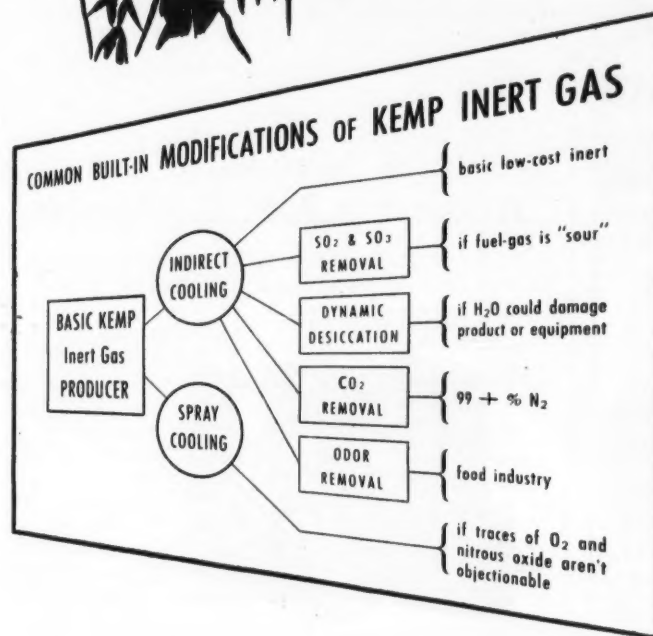 COMMON BUILT-IN MODIFICATIONS OF KEMP INERT GAS
BASIC KEMP
Inert Gas
PRODUCER
INDIRECT
COOLING
SPRAY
COOLING
basic low-cost inert
SO₂ & SO₃
REMOVAL
if fuel-gas is "sour"
DYNAMIC
DESICCATION
if H₂O could damage
product or equipment
CO₂
REMOVAL
99 + % N₂
ODOR
REMOVAL
food industry
if traces of O₂ and
nitrous oxide aren't
objectionable